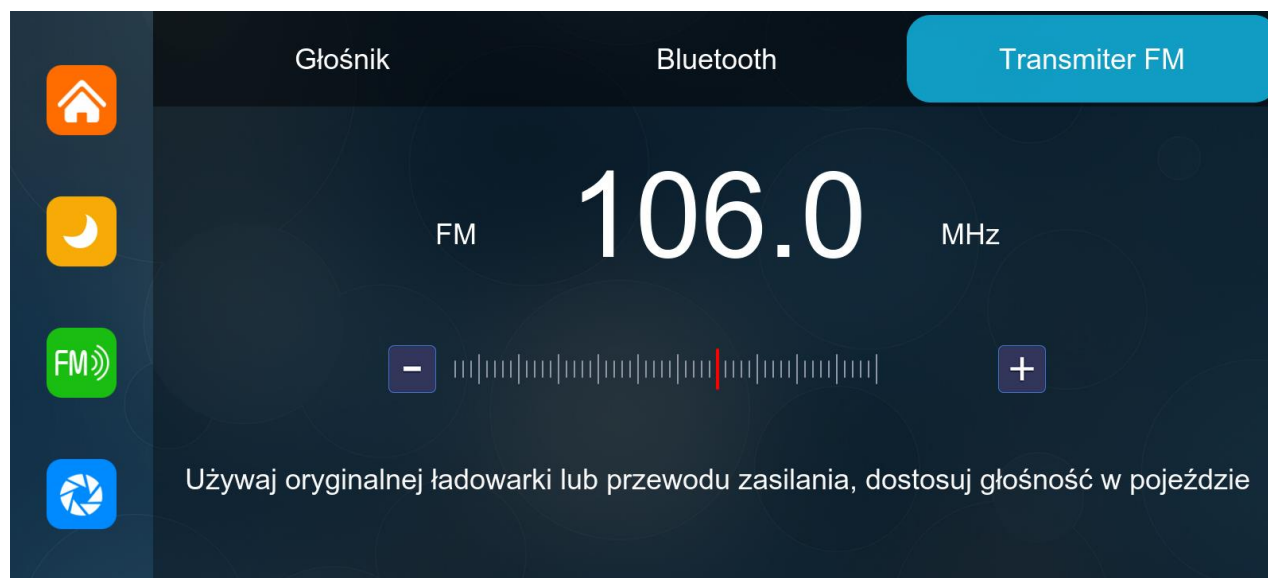 Głośnik Bluetooth Transmiter FM
FM 106.0 MHz
FM
- +
Używaj oryginalnej ładowarki lub przewodu zasilania, dostosuj głośność w pojeździe